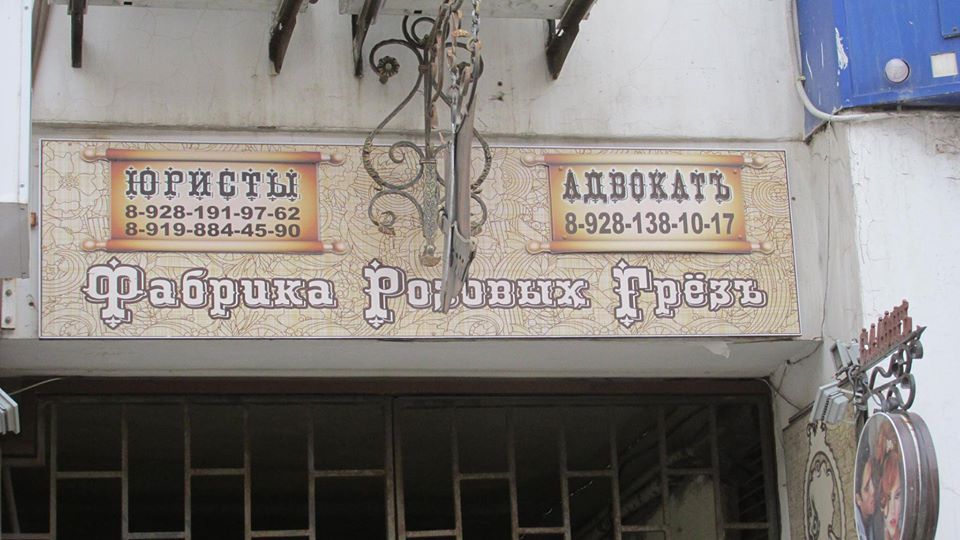 ЮРИСТЫ
8-928-191-97-62
8-919-884-45-90
АДВОКАТЪ
8-928-138-10-17
Фабрика Розовых Грёзъ